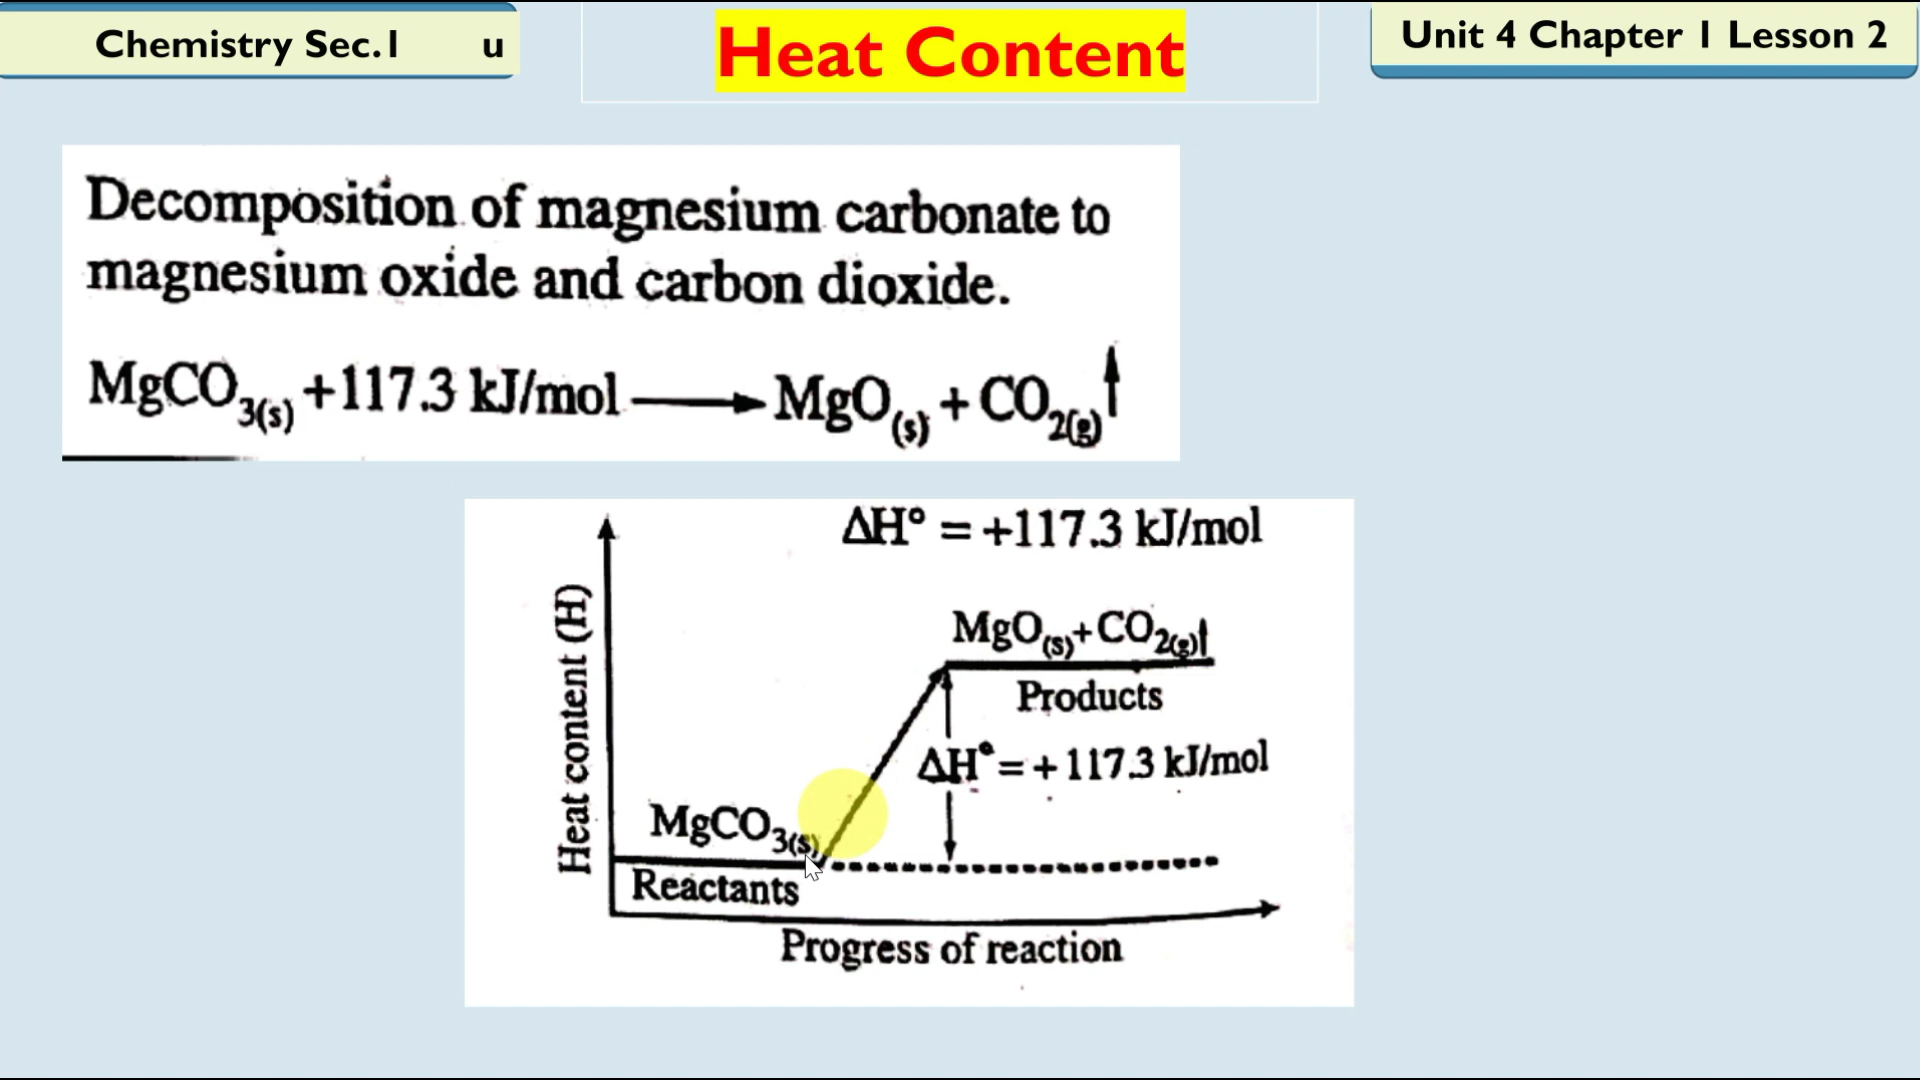 Chemistry Sec.1 u
Heat Content
Unit 4 Chapter 1 Lesson 2
Decomposition of magnesium carbonate to
magnesium oxide and carbon dioxide.
MgCO3(s) +117.3 kJ/mol → MgO(s) + CO2(g)↑
ΔH° = +117.3 kJ/mol
Heat content (H)
MgO(s)+CO2(g)↑
Products
ΔH° = + 117.3 kJ/mol
MgCO3(s)
Reactants
Progress of reaction